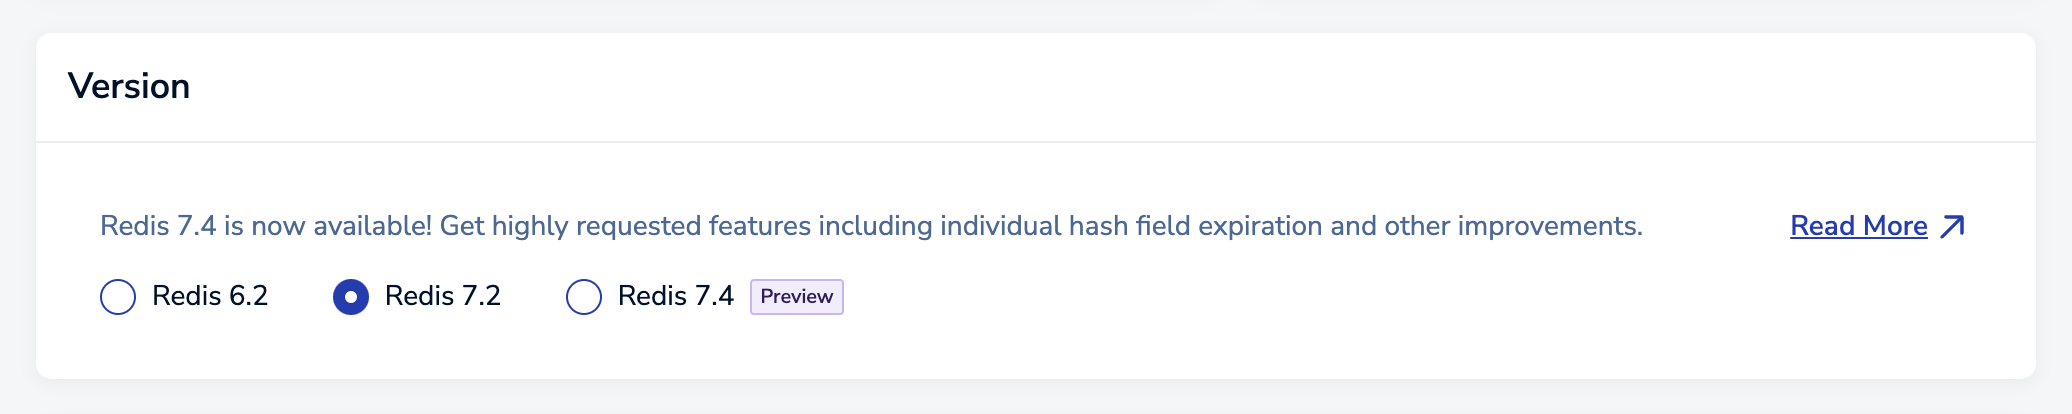 Version
Redis 7.4 is now available! Get highly requested features including individual hash field expiration and other improvements. Read More
Redis 6.2 Redis 7.2 Redis 7.4 Preview